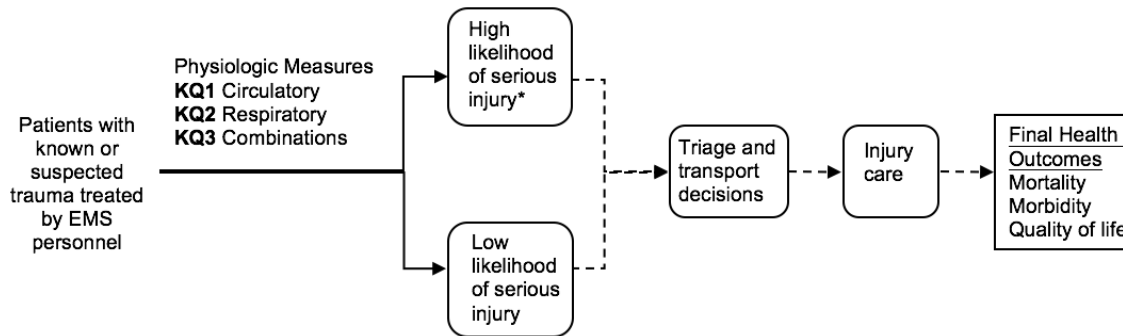 Patients with
known or
suspected
trauma treated
by EMS
personnel
Physiologic Measures
KQ1 Circulatory
KQ2 Respiratory
KQ3 Combinations
High
likelihood
of serious
injury*
Low
likelihood
of serious
injury
Triage and
transport
decisions
Injury
care
Final Health
Outcomes
Mortality
Morbidity
Quality of life